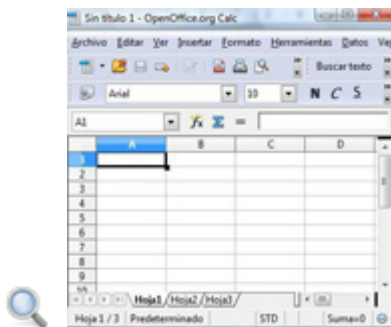 Sin título 1 - OpenOffice.org Calc
Archivo Editar Ver Insertar Formato Herramientas Datos Ve
Buscar texto
Arial 10 N C S
A1 =
A B C D
1
2
3
4
5
6
7
8
9
10
Hoja1 Hoja2 Hoja3
Hoja 1 / 3 Predeterminado STD Suma=0